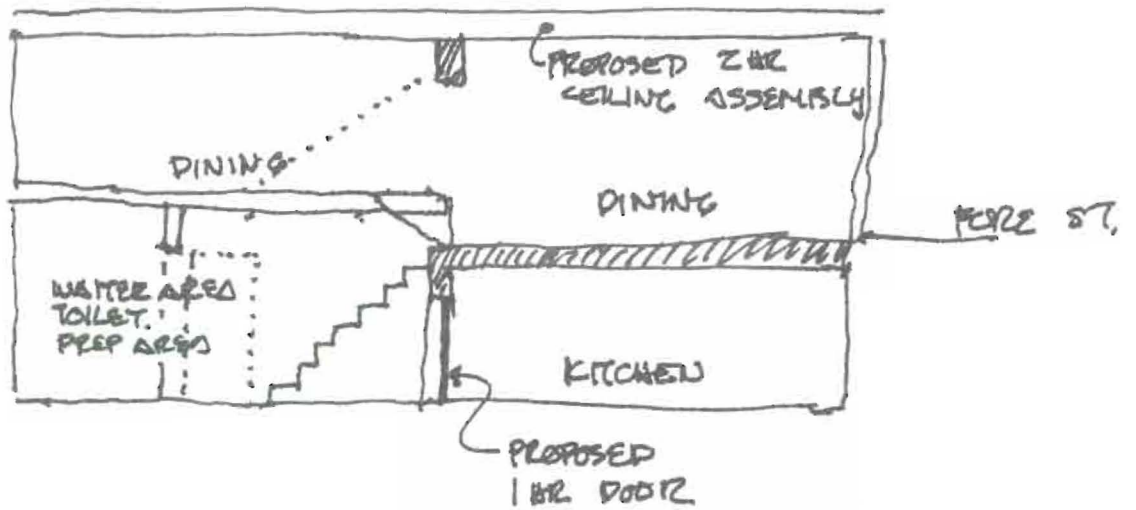 PROPOSED 2 HR
CEILING ASSEMBLY
DINING
DINING
FORE ST.
WAITER AREA
TOILET
PREP AREA
KITCHEN
PROPOSED
1 HR DOOR